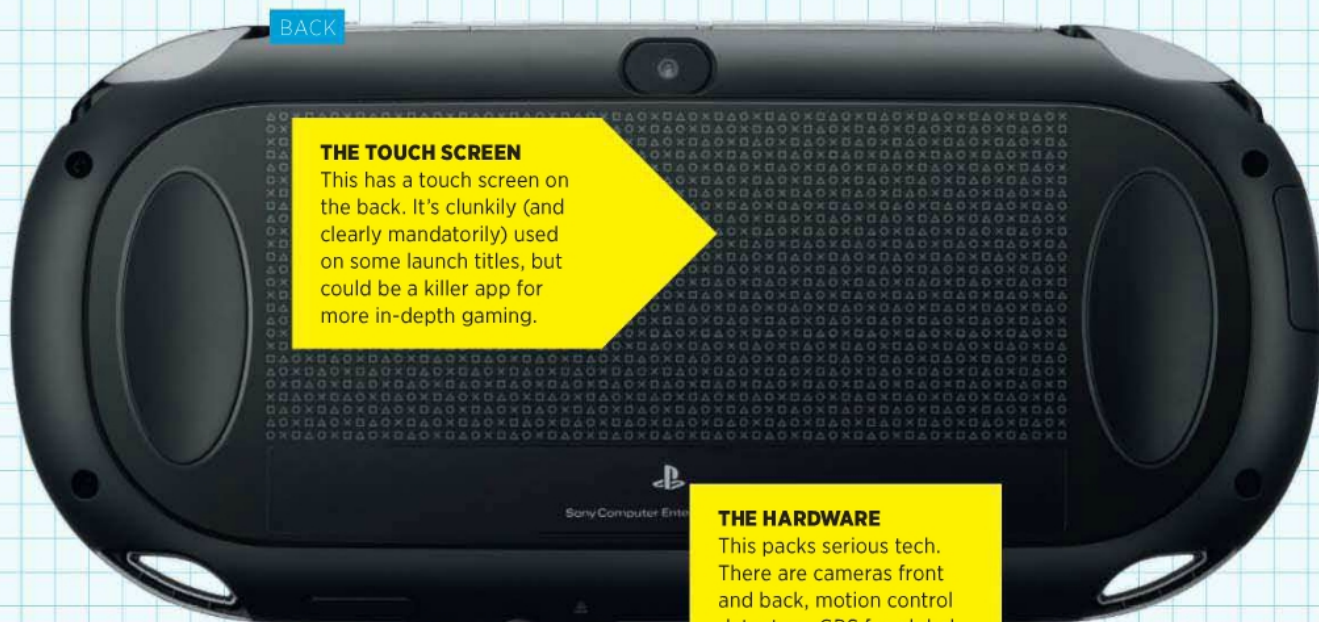 BACK
THE TOUCH SCREEN
This has a touch screen on
the back. It's clunkily (and
clearly mandatorily) used
on some launch titles, but
could be a killer app for
more in-depth gaming.
Sony Computer
THE HARDWARE
This packs serious tech.
There are cameras front
and back, motion control